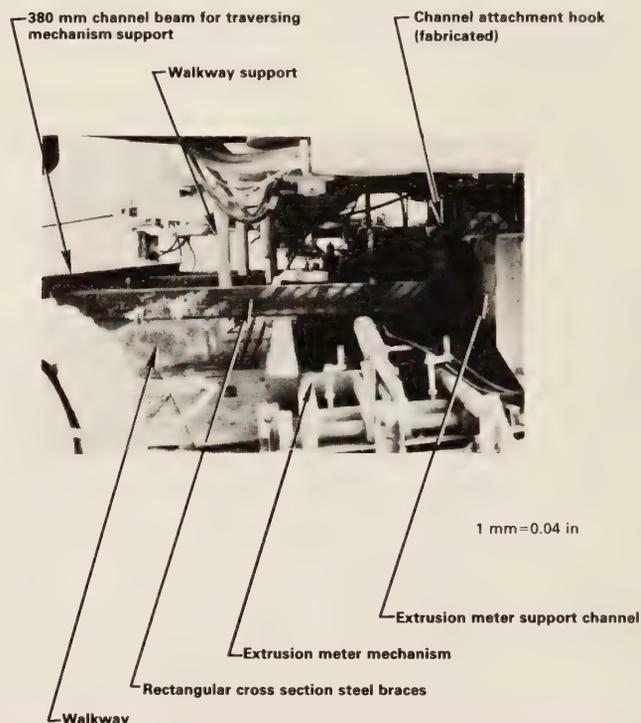 380 mm channel beam for traversing
mechanism support
Channel attachment hook
(fabricated)
Walkway support
1 mm=0.04 in
Extrusion meter support channel
Extrusion meter mechanism
Rectangular cross section steel braces
Walkway